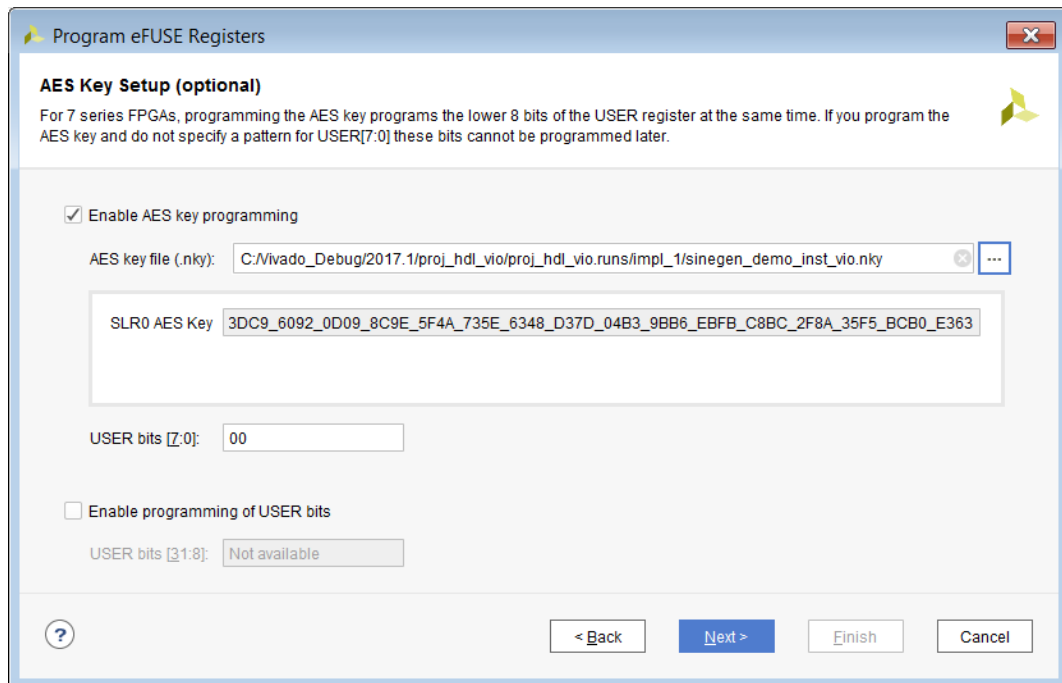 Program eFUSE Registers
AES Key Setup (optional)
For 7 series FPGAs, programming the AES key programs the lower 8 bits of the USER register at the same time. If you program the
AES key and do not specify a pattern for USER[7:0] these bits cannot be programmed later.
Enable AES key programming
AES key file (.nky): C:/Vivado_Debug/2017.1/proj_hdl_vio/proj_hdl_vio.runs/impl_1/sinegen_demo_inst_vio.nky ...
SLR0 AES Key 3DC9_6092_0D09_8C9E_5F4A_735E_6348_D37D_04B3_9BB6_EBFB_C8BC_2F8A_35F5_BCB0_E363
USER bits [7:0]: 00
Enable programming of USER bits
USER bits [31:8]: Not available
? < Back Next > Finish Cancel